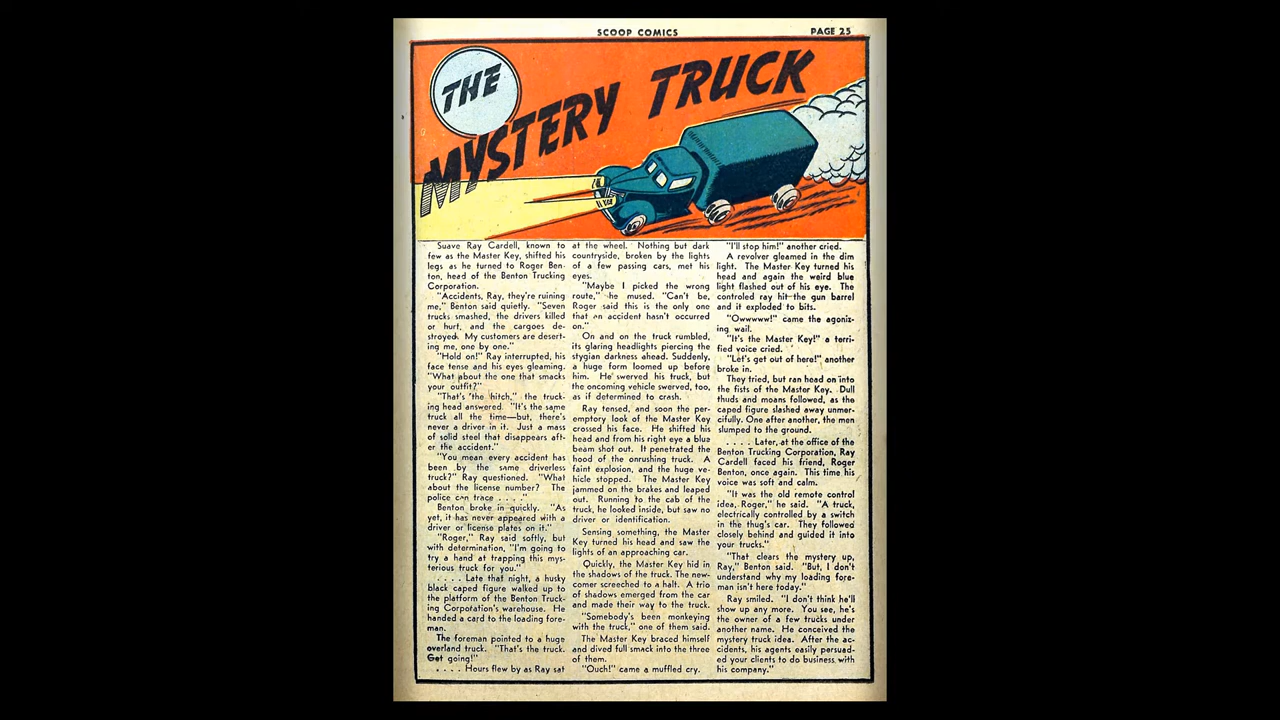 SCOOP COMICS
PAGE 25
THE
MYSTERY TRUCK
Suave Ray Cardell, known to
few as the Master Key, shifted his
legs as he turned to Roger Ben-
ton, head of the Benton Trucking
Corporation.
"Accidents, Ray, they're ruining
me," Benton said quietly. "Seven
trucks smashed, the drivers killed
or hurt, and the cargoes de-
stroyed. My customers are desert-
ing me, one by one."
"Hold on!" Ray interrupted, his
face tense and his eyes gleaming.
"What about the one that smacks
your outfit?"
"That's the hitch," the truck-
ing head answered. "It's the same
truck all the time—but, there's
never a driver in it. Just a mass
of solid steel that disappears aft-
er the accident."
"You mean every accident has
been by the same driverless
truck?" Ray questioned. "What
about the license number? The
police can trace . . . ."
Benton broke in quickly. "As
yet, it has never appeared with a
driver or license plates on it."
"Roger," Ray said softly, but
with determination, "I'm going to
try a hand at trapping this mys-
terious truck for you."
. . . . Late that night, a husky
black caped figure walked up to
the platform of the Benton Truck-
ing Corporation's warehouse. He
handed a card to the loading fore-
man.
The foreman pointed to a huge
overland truck. "That's the truck.
Get going!"
. . . . Hours flew by as Ray sat
at the wheel. Nothing but dark
countryside, broken by the lights
of a few passing cars, met his
eyes.
"Maybe I picked the wrong
route," he mused. "Can't be,
Roger said this is the only one
that an accident hasn't occurred
on."
On and on the truck rumbled,
its glaring headlights piercing the
stygian darkness ahead. Suddenly,
a huge form loomed up before
him. He swerved his truck, but
the oncoming vehicle swerved, too,
as if determined to crash.
Ray tensed, and soon the per-
emptory look of the Master Key
crossed his face. He shifted his
head and from his right eye a blue
beam shot out. It penetrated the
hood of the onrushing truck. A
faint explosion, and the huge ve-
hicle stopped. The Master Key
jammed on the brakes and leaped
out. Running to the cab of the
truck, he looked inside, but saw no
driver or identification.
Sensing something, the Master
Key turned his head and saw the
lights of an approaching car.
Quickly, the Master Key hid in
the shadows of the truck. The new-
comer screeched to a halt. A trio
of shadows emerged from the car
and made their way to the truck.
"Somebody's been monkeying
with the truck," one of them said.
The Master Key braced himself
and dived full smack into the three
of them.
"Ouch!" came a muffled cry.
"I'll stop him!" another cried.
A revolver gleamed in the dim
light. The Master Key turned his
head and again the weird blue
light flashed out of his eye. The
controled ray hit the gun barrel
and it exploded to bits.
"Owwwww!" came the agoniz-
ing wail.
"It's the Master Key!" a terri-
fied voice cried.
"Let's get out of here!" another
broke in.
They tried, but ran head on into
the fists of the Master Key. Dull
thuds and moans followed, as the
caped figure slashed away unmer-
cifully. One after another, the men
slumped to the ground.
. . . . Later, at the office of the
Benton Trucking Corporation, Ray
Cardell faced his friend, Roger
Benton, once again. This time his
voice was soft and calm.
"It was the old remote control
idea, Roger," he said. "A truck,
electrically controlled by a switch
in the thug's car. They followed
closely behind and guided it into
your trucks."
"That clears the mystery up,
Ray," Benton said. "But, I don't
understand why my loading fore-
man isn't here today."
Ray smiled. "I don't think he'll
show up any more. You see, he's
the owner of a few trucks under
another name. He conceived the
mystery truck idea. After the ac-
cidents, his agents easily persuad-
ed your clients to do business with
his company."